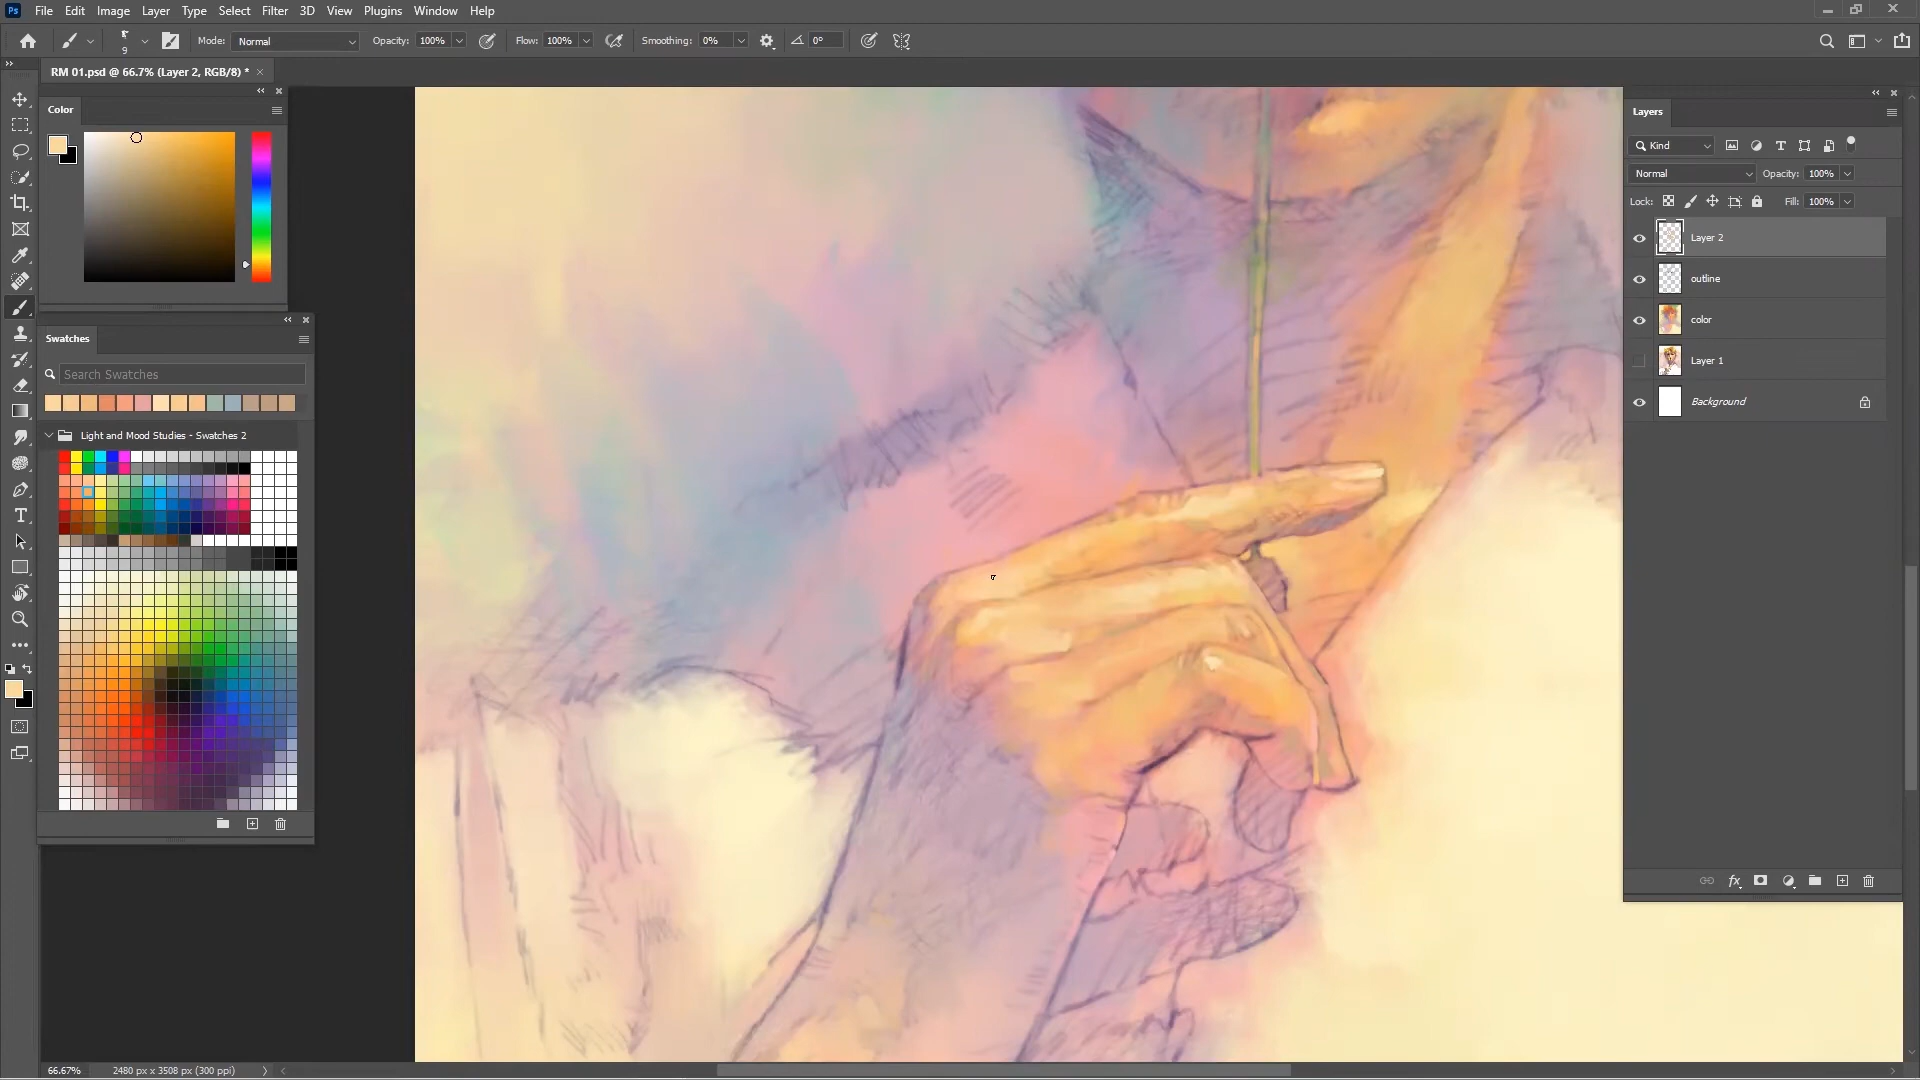 Ps File Edit Image Layer Type Select Filter 3D View Plugins Window Help
9 Mode: Normal Opacity: 100% Flow: 100% Smoothing: 0% 0°
RM 01.psd @ 66.7% (Layer 2, RGB/8) * ×
Color
Swatches
Search Swatches
Light and Mood Studies - Swatches 2
Layers
Kind
Normal Opacity: 100%
Lock: Fill: 100%
Layer 2
outline
color
Layer 1
Background
66.67% 2480 px x 3508 px (300 ppi)